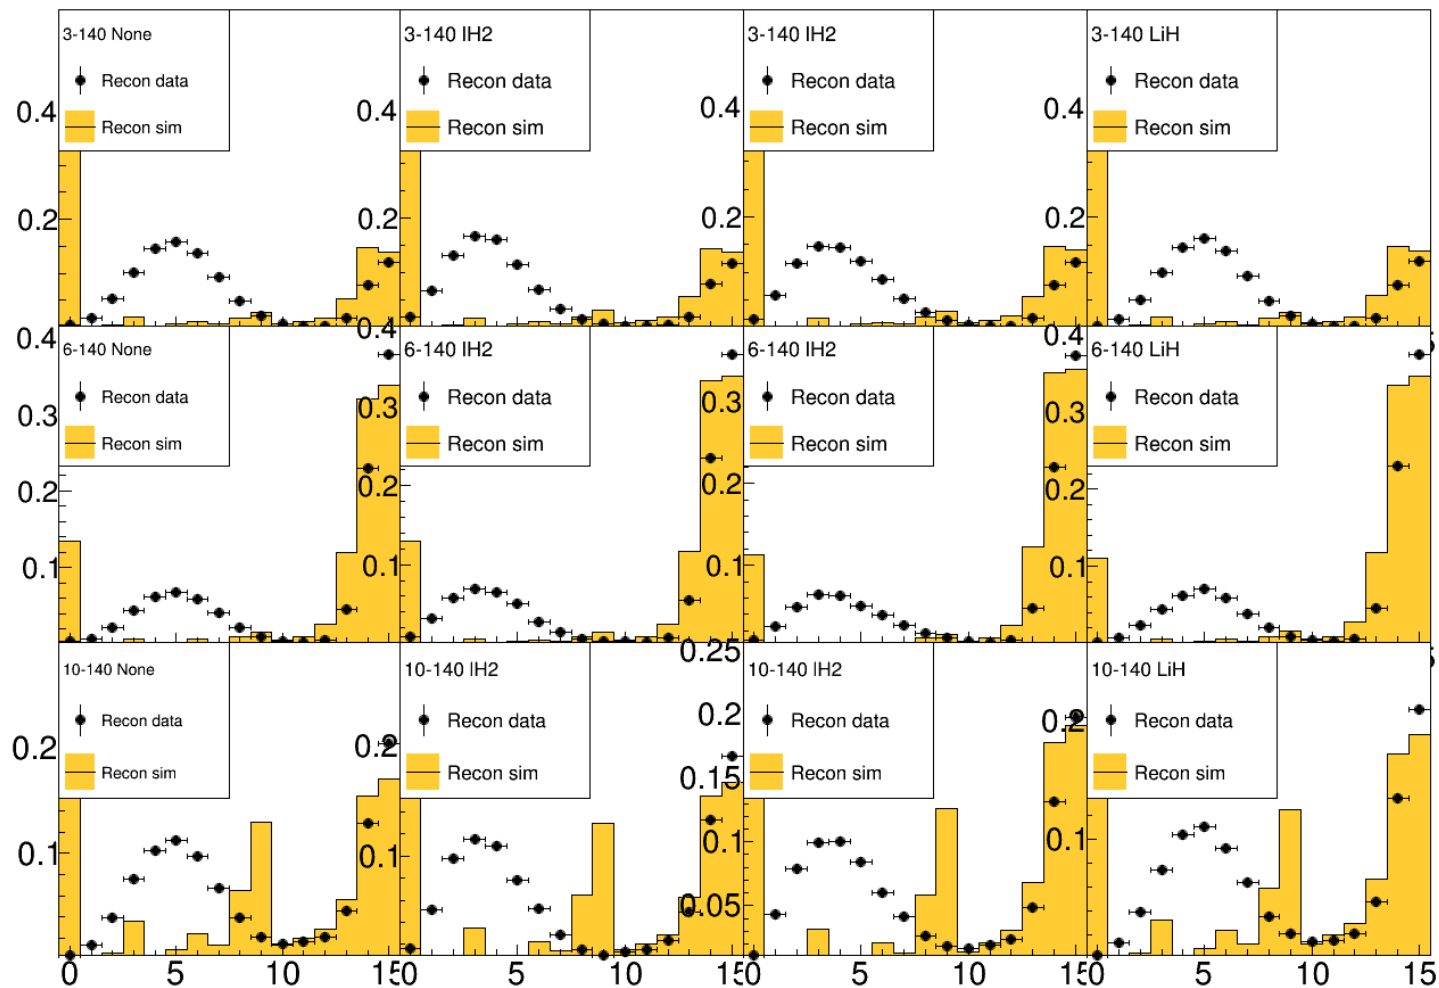 3-140 None
Recon data
Recon sim
3-140 lH2
Recon data
Recon sim
3-140 lH2
Recon data
Recon sim
3-140 LiH
Recon data
Recon sim
0.4
0.2
0.4
0.2
0.4
0.2
0.4
0.2
6-140 None
Recon data
Recon sim
6-140 lH2
Recon data
Recon sim
6-140 lH2
Recon data
Recon sim
6-140 LiH
Recon data
Recon sim
0.4
0.3
0.2
0.1
0.4
0.3
0.2
0.1
0.3
0.2
0.1
0.4
0.3
0.2
0.1
10-140 None
Recon data
Recon sim
10-140 lH2
Recon data
Recon sim
10-140 lH2
Recon data
Recon sim
10-140 LiH
Recon data
Recon sim
0.2
0.1
0.2
0.1
0.25
0.2
0.15
0.1
0.05
0.2
0.1
0 5 10 15 5 10 15 5 10 15 5 10 15